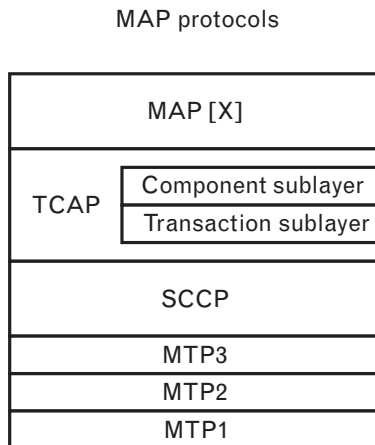 MAP protocols
MAP [X]
TCAP
Component sublayer
Transaction sublayer
SCCP
MTP3
MTP2
MTP1